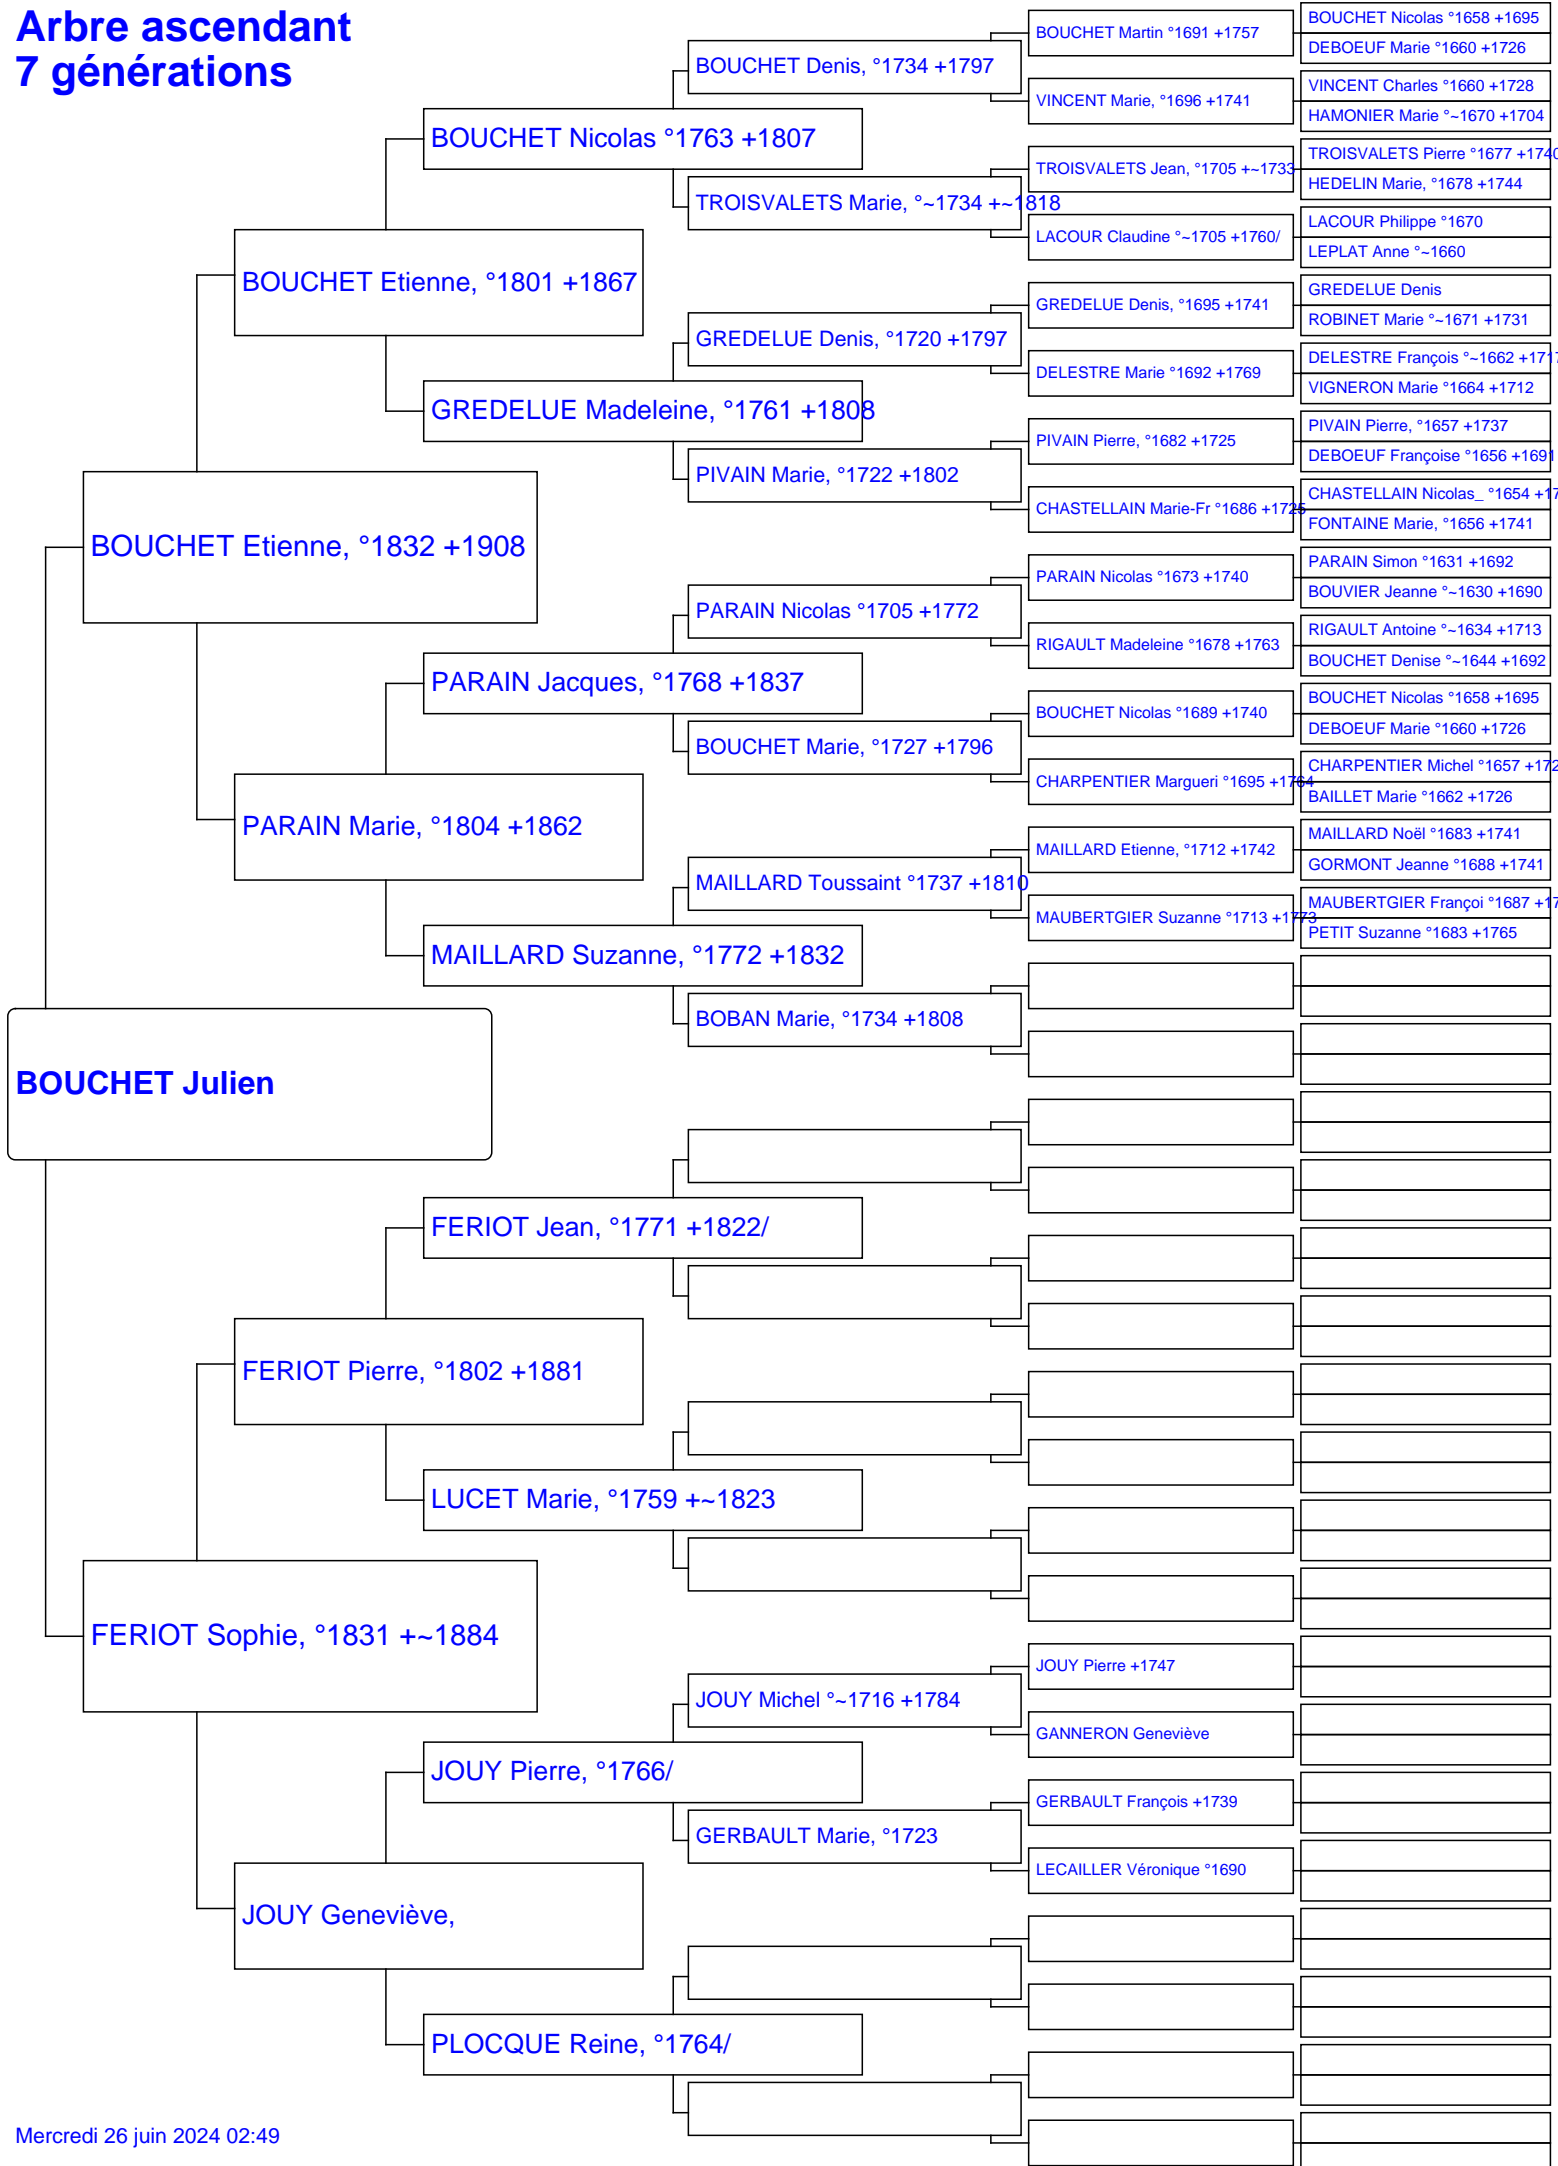 Arbre ascendant
7 générations
BOUCHET Julien
BOUCHET Etienne, °1832 +1908
FERIOT Sophie, °1831 +~1884
BOUCHET Etienne, °1801 +1867
PARAIN Marie, °1804 +1862
FERIOT Pierre, °1802 +1881
JOUY Geneviève,
BOUCHET Nicolas °1763 +1807
GREDELUE Madeleine, °1761 +1808
PARAIN Jacques, °1768 +1837
MAILLARD Suzanne, °1772 +1832
FERIOT Jean, °1771 +1822/
LUCET Marie, °1759 +~1823
JOUY Pierre, °1766/
PLOCQUE Reine, °1764/
BOUCHET Denis, °1734 +1797
TROISVALETS Marie, °~1734 +~1818
GREDELUE Denis, °1720 +1797
PIVAIN Marie, °1722 +1802
PARAIN Nicolas °1705 +1772
BOUCHET Marie, °1727 +1796
MAILLARD Toussaint °1737 +1810
BOBAN Marie, °1734 +1808
JOUY Michel °~1716 +1784
GERBAULT Marie, °1723
BOUCHET Martin °1691 +1757
VINCENT Marie, °1696 +1741
TROISVALETS Jean, °1705 +~1733
LACOUR Claudine °~1705 +1760/
GREDELUE Denis, °1695 +1741
DELESTRE Marie °1692 +1769
PIVAIN Pierre, °1682 +1725
CHASTELLAIN Marie-Fr °1686 +1725
PARAIN Nicolas °1673 +1740
RIGAULT Madeleine °1678 +1763
BOUCHET Nicolas °1689 +1740
CHARPENTIER Margueri °1695 +1764
MAILLARD Etienne, °1712 +1742
MAUBERTGIER Suzanne °1713 +1773
JOUY Pierre +1747
GANNERON Geneviève
GERBAULT François +1739
LECAILLER Véronique °1690
BOUCHET Nicolas °1658 +1695
DEBOEUF Marie °1660 +1726
VINCENT Charles °1660 +1728
HAMONIER Marie °~1670 +1704
TROISVALETS Pierre °1677 +1740
HEDELIN Marie, °1678 +1744
LACOUR Philippe °1670
LEPLAT Anne °~1660
GREDELUE Denis
ROBINET Marie °~1671 +1731
DELESTRE François °~1662 +1717
VIGNERON Marie °1664 +1712
PIVAIN Pierre, °1657 +1737
DEBOEUF Françoise °1656 +1691
CHASTELLAIN Nicolas_ °1654 +17
FONTAINE Marie, °1656 +1741
PARAIN Simon °1631 +1692
BOUVIER Jeanne °~1630 +1690
RIGAULT Antoine °~1634 +1713
BOUCHET Denise °~1644 +1692
BOUCHET Nicolas °1658 +1695
DEBOEUF Marie °1660 +1726
CHARPENTIER Michel °1657 +172
BAILLET Marie °1662 +1726
MAILLARD Noël °1683 +1741
GORMONT Jeanne °1688 +1741
MAUBERTGIER Françoi °1687 +17
PETIT Suzanne °1683 +1765
Mercredi 26 juin 2024 02:49